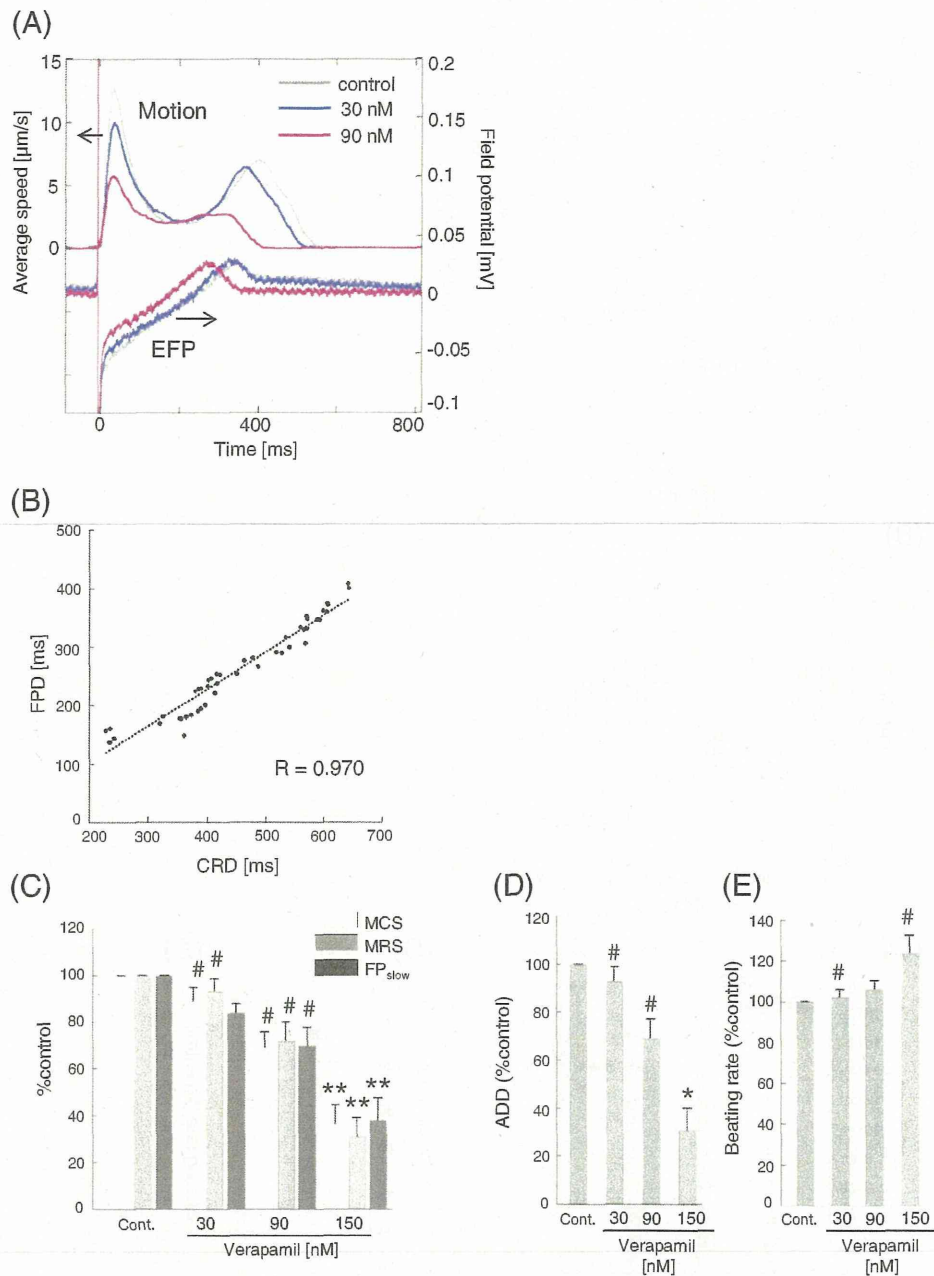 (A)
15
10
5
0
Average speed [µm/s]
Motion
control
30 nM
90 nM
0.2
0.15
0.1
0.05
0
-0.05
-0.1
Field potential [mV]
EFP
0
400
800
Time [ms]
(B)
500
400
300
200
100
0
FPD [ms]
R = 0.970
200
300
400
500
600
700
CRD [ms]
(C)
120
100
80
60
40
20
0
%control
MCS
MRS
FPslow
# #
# # #
** ** **
Cont.
30
90
150
Verapamil [nM]
(D)
120
100
80
60
40
20
0
ADD (%control)
#
#
*
Cont.
30
90
150
Verapamil
[nM]
(E)
140
120
100
80
60
40
20
0
Beating rate (%control)
#
#
Cont.
30
90
150
Verapamil
[nM]